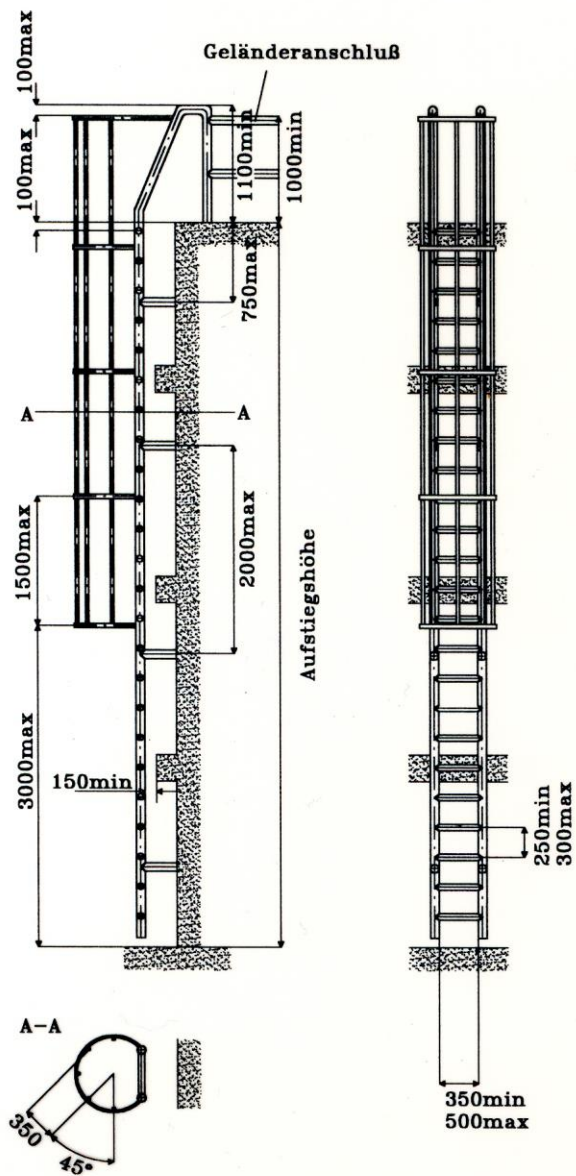 Geländeranschluß
100max
100max
1100min
1000min
750max
A
A
1500max
2000max
Aufstiegshöhe
3000max
150min
250min
300max
A-A
350
45°
350min
500max